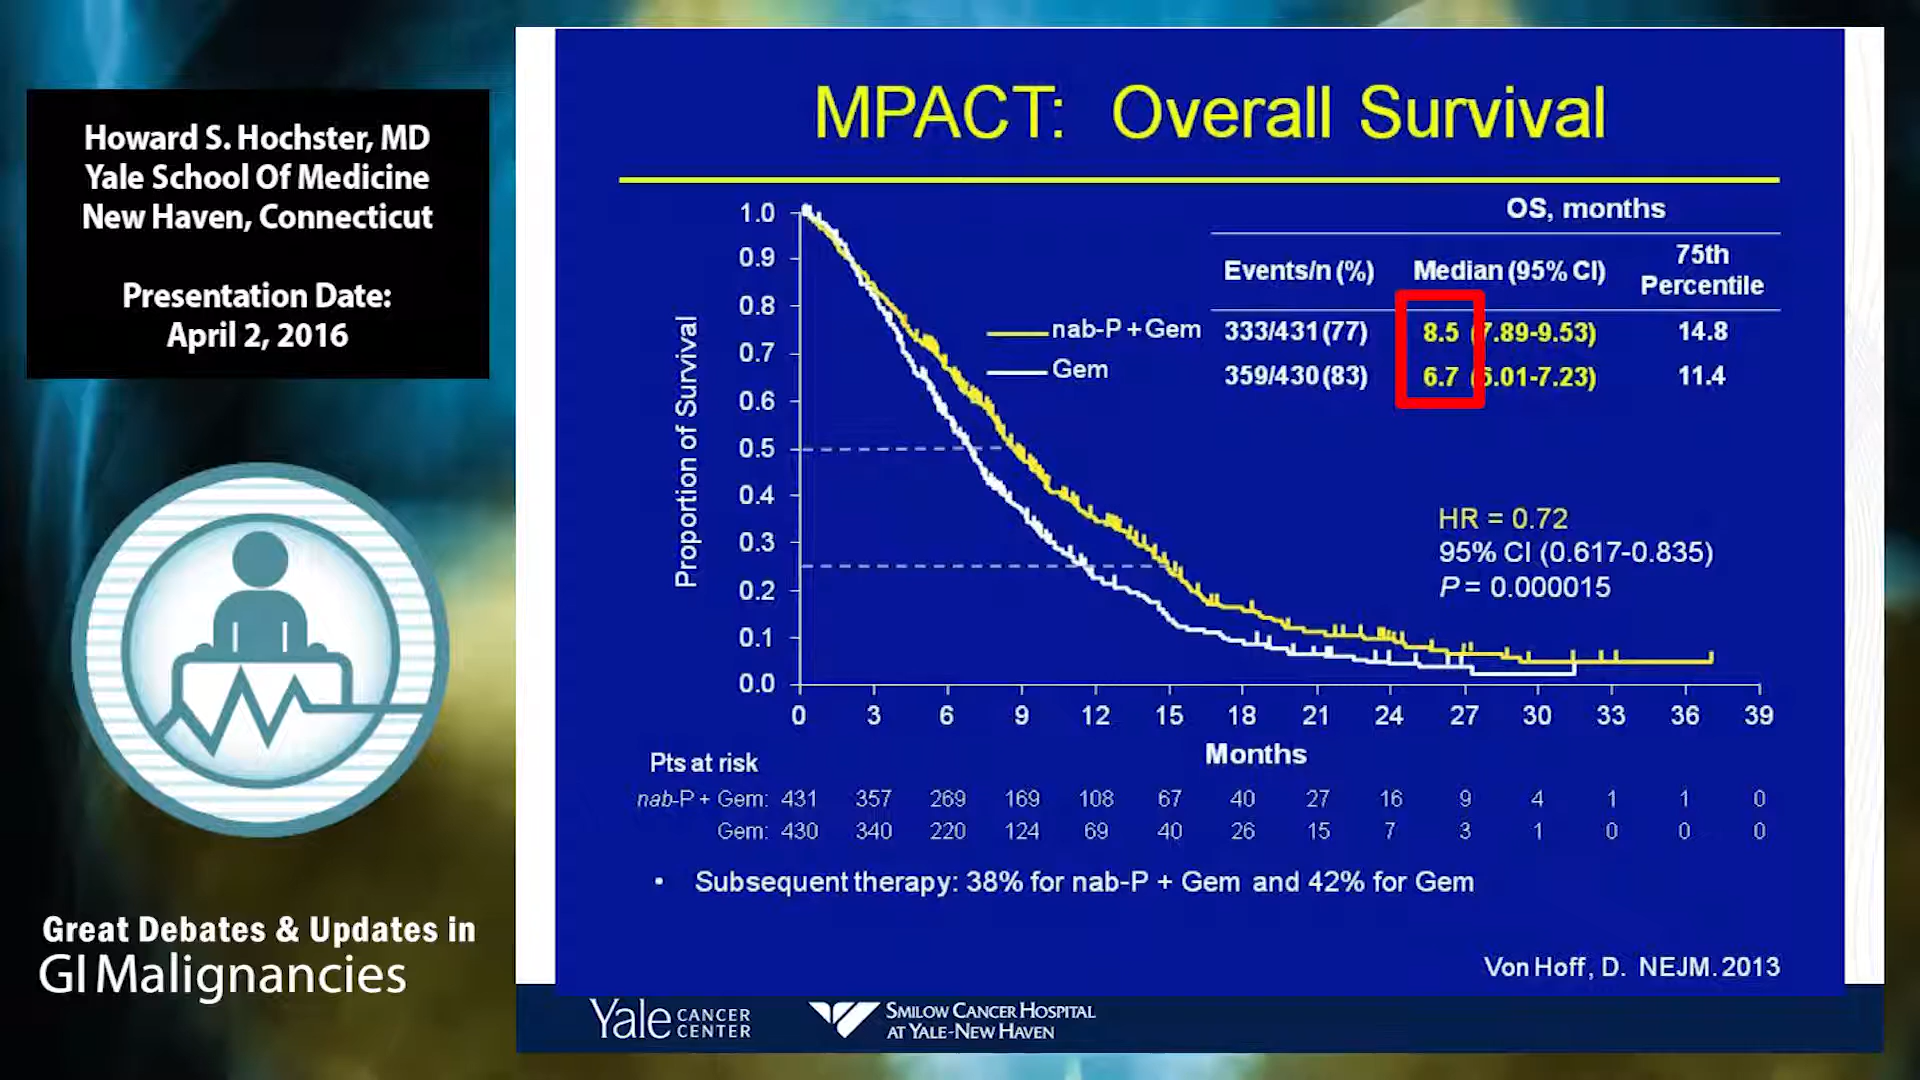 Howard S. Hochster, MD
Yale School Of Medicine
New Haven, Connecticut
Presentation Date:
April 2, 2016
Great Debates & Updates in
GI Malignancies
MPACT: Overall Survival
OS, months
Events/n (%) Median (95% CI) 75th Percentile
nab-P + Gem 333/431 (77) 8.5 (7.89-9.53) 14.8
Gem 359/430 (83) 6.7 (6.01-7.23) 11.4
HR = 0.72
95% CI (0.617-0.835)
P = 0.000015
Proportion of Survival
1.0
0.9
0.8
0.7
0.6
0.5
0.4
0.3
0.2
0.1
0.0
0 3 6 9 12 15 18 21 24 27 30 33 36 39
Months
Pts at risk
nab-P + Gem: 431 357 269 169 108 67 40 27 16 9 4 1 1 0
Gem: 430 340 220 124 69 40 26 15 7 3 1 0 0 0
• Subsequent therapy: 38% for nab-P + Gem and 42% for Gem
Von Hoff, D. NEJM. 2013
Yale CANCER CENTER
SMILOW CANCER HOSPITAL
AT YALE-NEW HAVEN